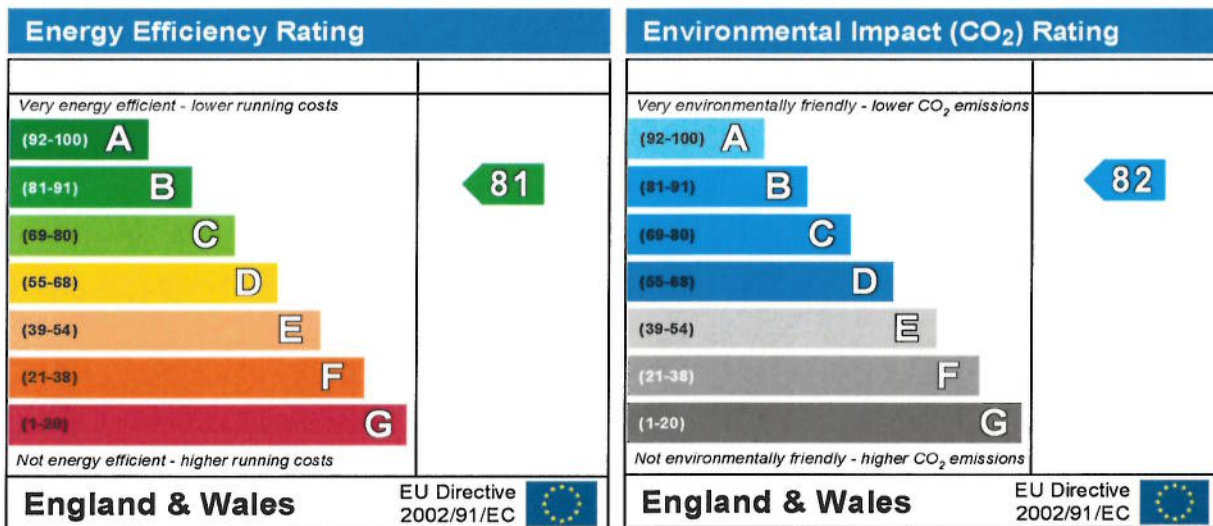 Energy Efficiency Rating
Very energy efficient - lower running costs
(92-100) A
(81-91) B
(69-80) C
(55-68) D
(39-54) E
(21-38) F
(1-20) G
81
Not energy efficient - higher running costs
England & Wales
EU Directive
2002/91/EC
Environmental Impact (CO₂) Rating
Very environmentally friendly - lower CO₂ emissions
(92-100) A
(81-91) B
(69-80) C
(55-68) D
(39-54) E
(21-38) F
(1-20) G
82
Not environmentally friendly - higher CO₂ emissions
England & Wales
EU Directive
2002/91/EC